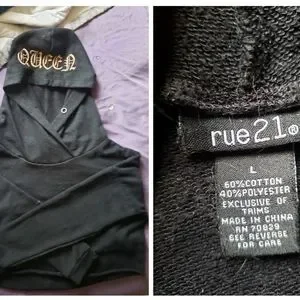 QUEEN
rue21®
L
60%COTTON
40%POLYESTER
EXCLUSIVE OF
TRIMS
MADE IN CHINA
RN 70829
SEE REVERSE
FOR CARE